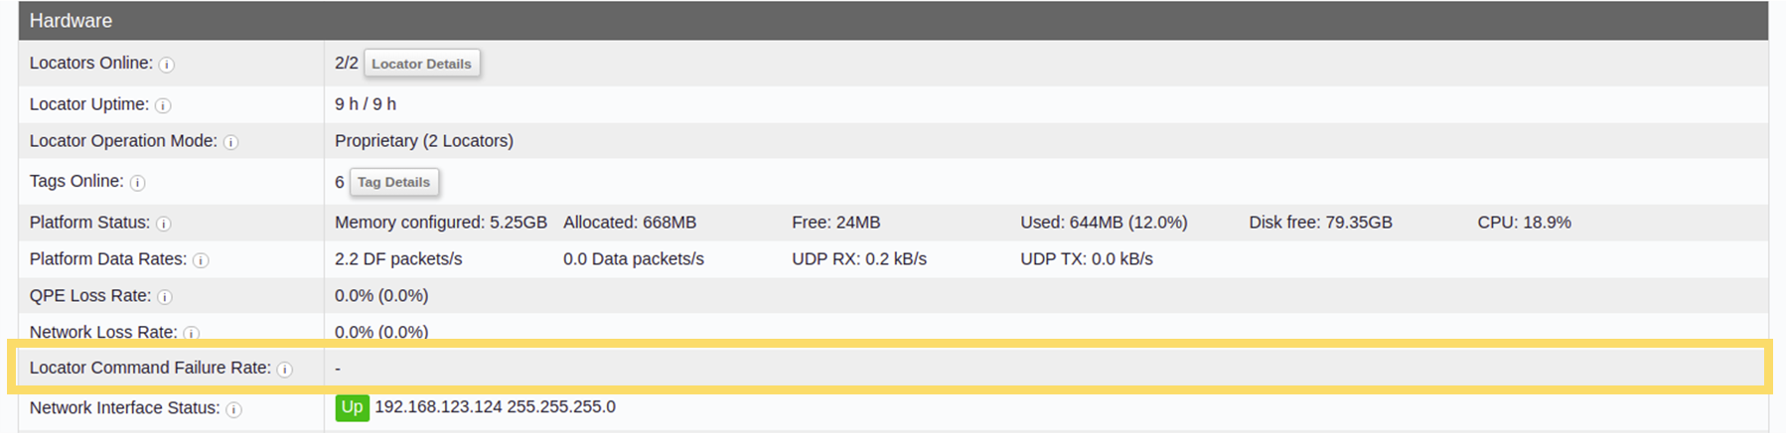 Hardware
Locators Online: i 2/2 Locator Details
Locator Uptime: i 9 h / 9 h
Locator Operation Mode: i Proprietary (2 Locators)
Tags Online: i 6 Tag Details
Platform Status: i Memory configured: 5.25GB Allocated: 668MB Free: 24MB Used: 644MB (12.0%) Disk free: 79.35GB CPU: 18.9%
Platform Data Rates: i 2.2 DF packets/s 0.0 Data packets/s UDP RX: 0.2 kB/s UDP TX: 0.0 kB/s
QPE Loss Rate: i 0.0% (0.0%)
Network Loss Rate: i 0.0% (0.0%)
Locator Command Failure Rate: i -
Network Interface Status: i Up 192.168.123.124 255.255.255.0